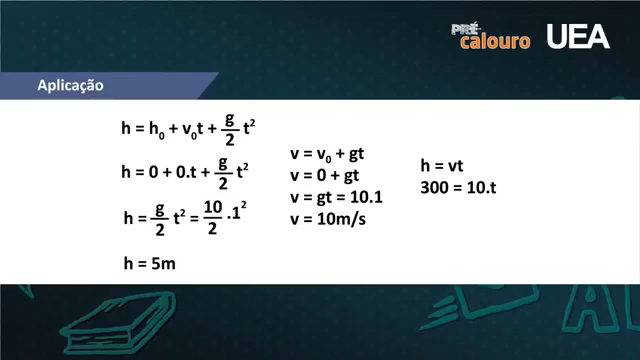 PRÉ-
calouro UEA
Aplicação
h = h₀ + v₀t + g/2 t²
h = 0 + 0.t + g/2 t²
h = g/2 t² = 10/2 .1²
h = 5m
v = v₀ + gt
v = 0 + gt
v = gt = 10.1
v = 10m/s
h = vt
300 = 10.t